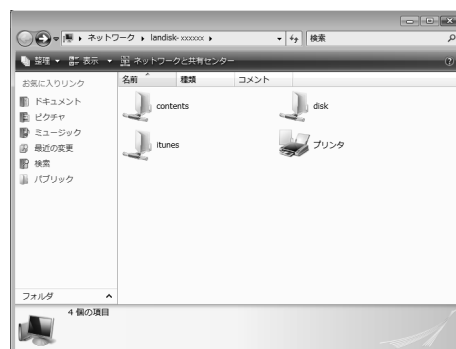 ネットワーク ▸ landisk-xxxxxx ▸ 検索
整理 表示 ネットワークと共有センター
お気に入りリンク
ドキュメント
ピクチャ
ミュージック
最近の変更
検索
パブリック
フォルダ
名前 種類 コメント
contents disk
itunes プリンタ
4 個の項目